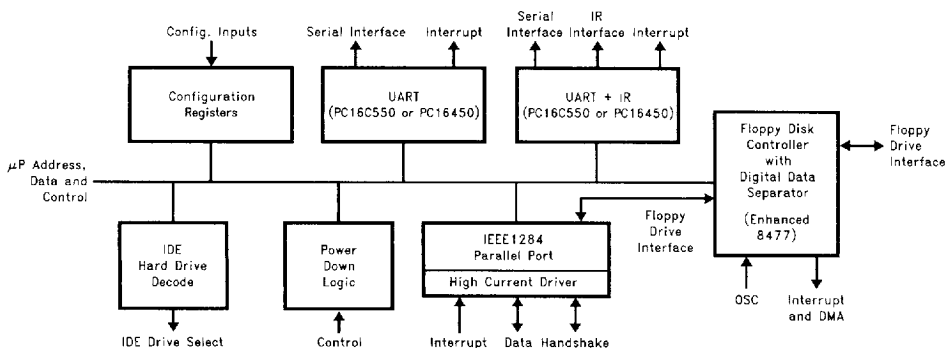 Config. Inputs
Serial Interface
Interrupt
Serial
Interface
IR
Interface
Interrupt
Configuration
Registers
UART
(PC16C550 or PC16450)
UART + IR
(PC16C550 or PC16450)
Floppy Disk
Controller
with
Digital Data
Separator
(Enhanced
8477)
Floppy
Drive
Interface
μP Address,
Data and
Control
IDE
Hard Drive
Decode
Power
Down
Logic
IEEE1284
Parallel Port
High Current Driver
Floppy
Drive
Interface
IDE Drive Select
Control
Interrupt
Data Handshake
OSC
Interrupt
and DMA